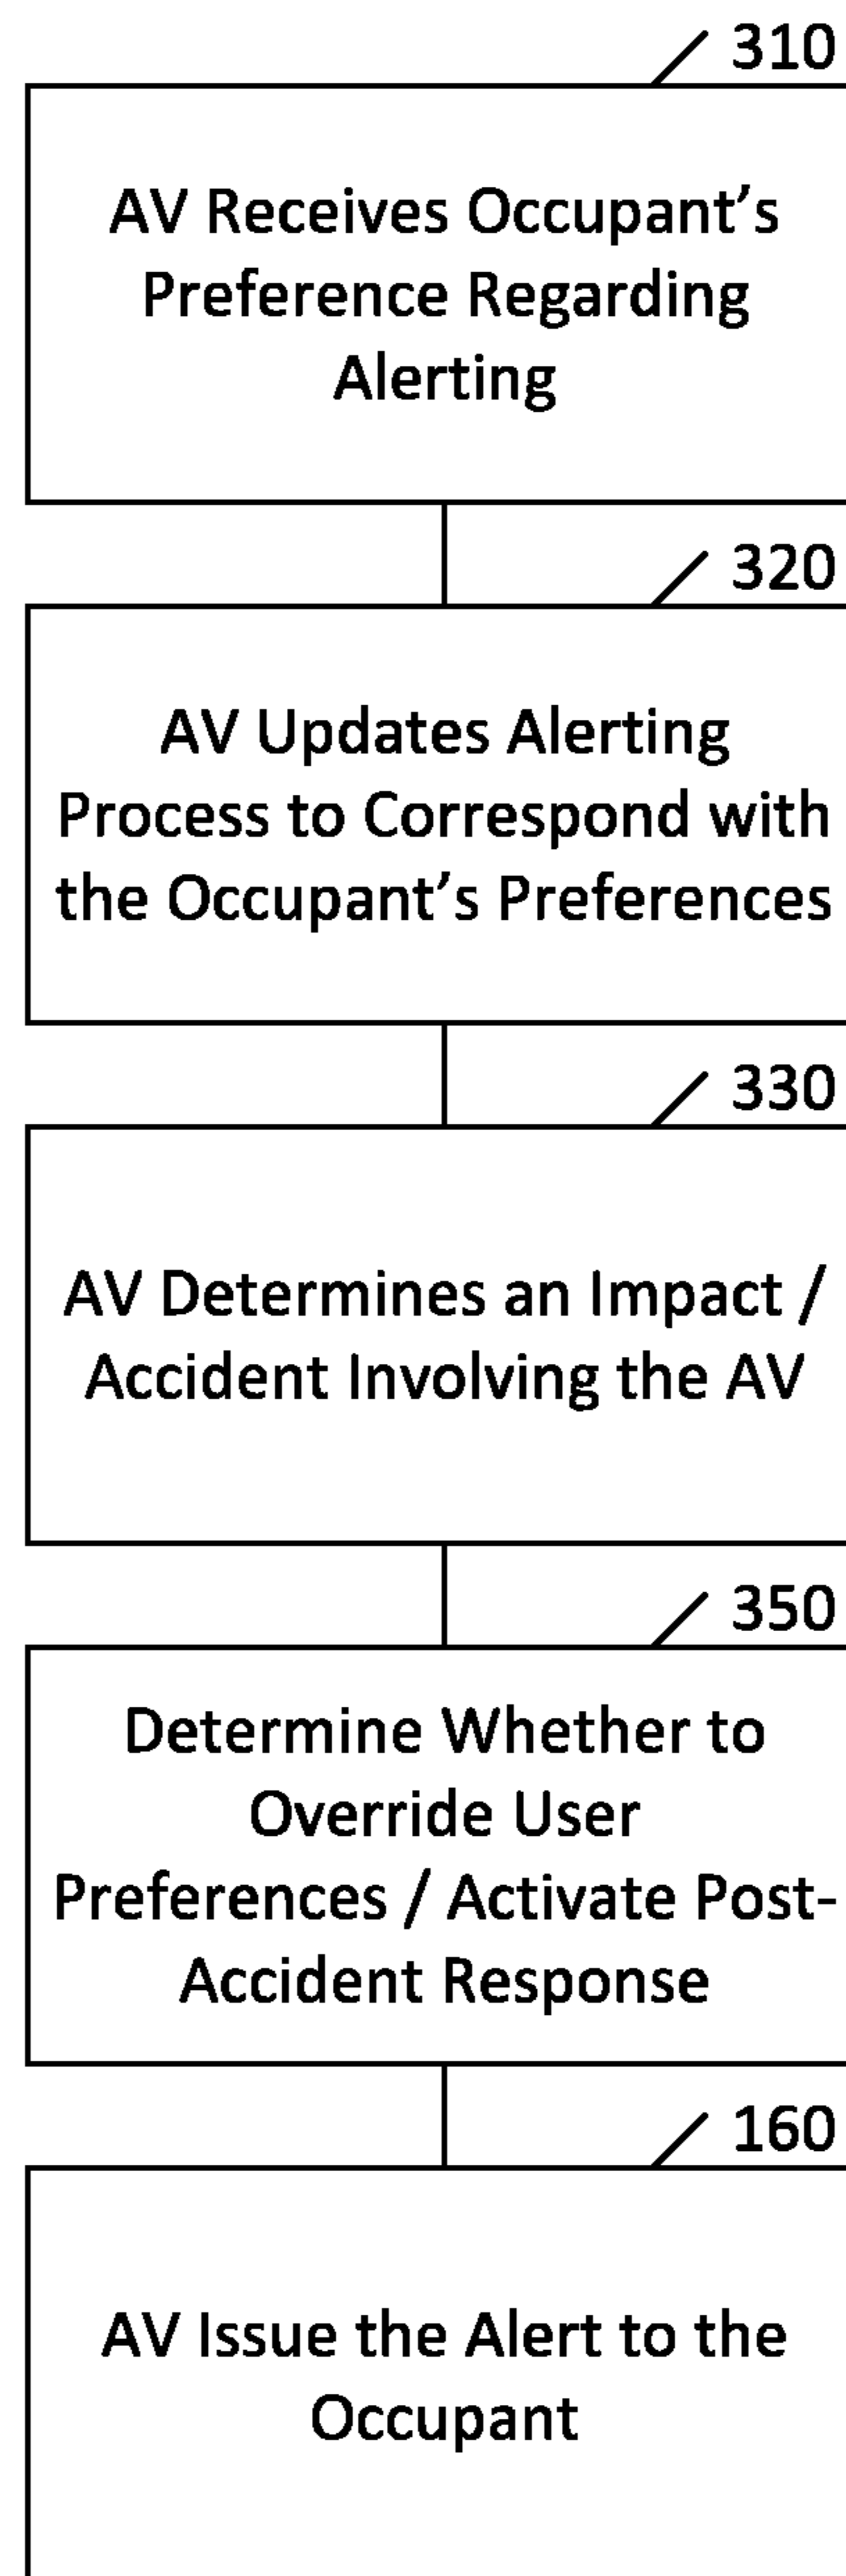 310
AV Receives Occupant’s
Preference Regarding
Alerting
320
AV Updates Alerting
Process to Correspond with
the Occupant’s Preferences
330
AV Determines an Impact /
Accident Involving the AV
350
Determine Whether to
Override User
Preferences / Activate Post-
Accident Response
160
AV Issue the Alert to the
Occupant